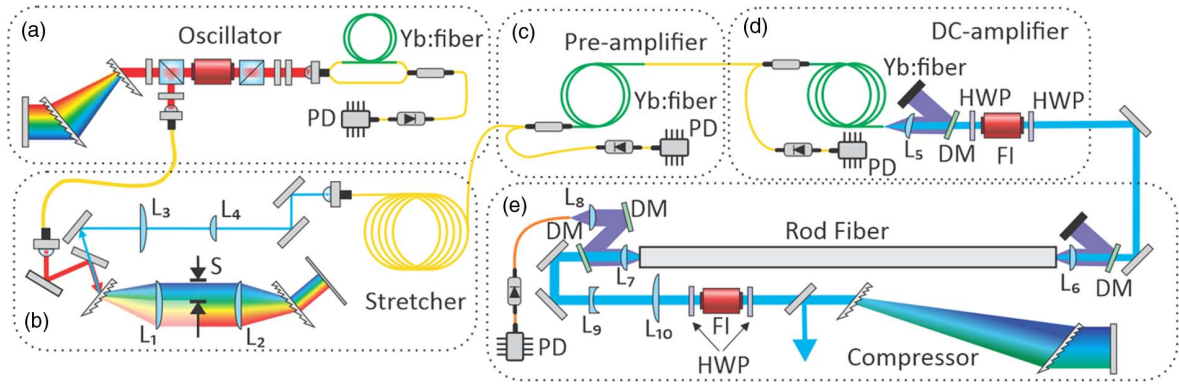 (a)
Oscillator
Yb:fiber
PD
(c)
Pre-amplifier
Yb:fiber
PD
(d)
DC-amplifier
Yb:fiber
HWP
HWP
L5
DM
FI
PD
(b)
L3
L4
S
L1
L2
Stretcher
(e)
L8
DM
DM
L7
Rod Fiber
L6
DM
PD
L9
L10
FI
HWP
Compressor